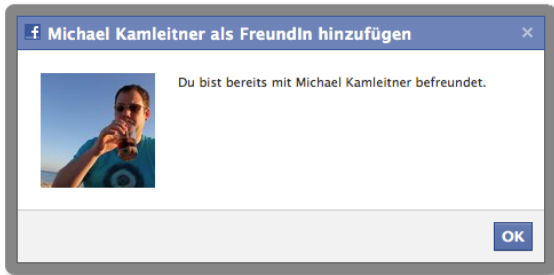 f Michael Kamleitner als FreundIn hinzufügen ×
Du bist bereits mit Michael Kamleitner befreundet.
OK